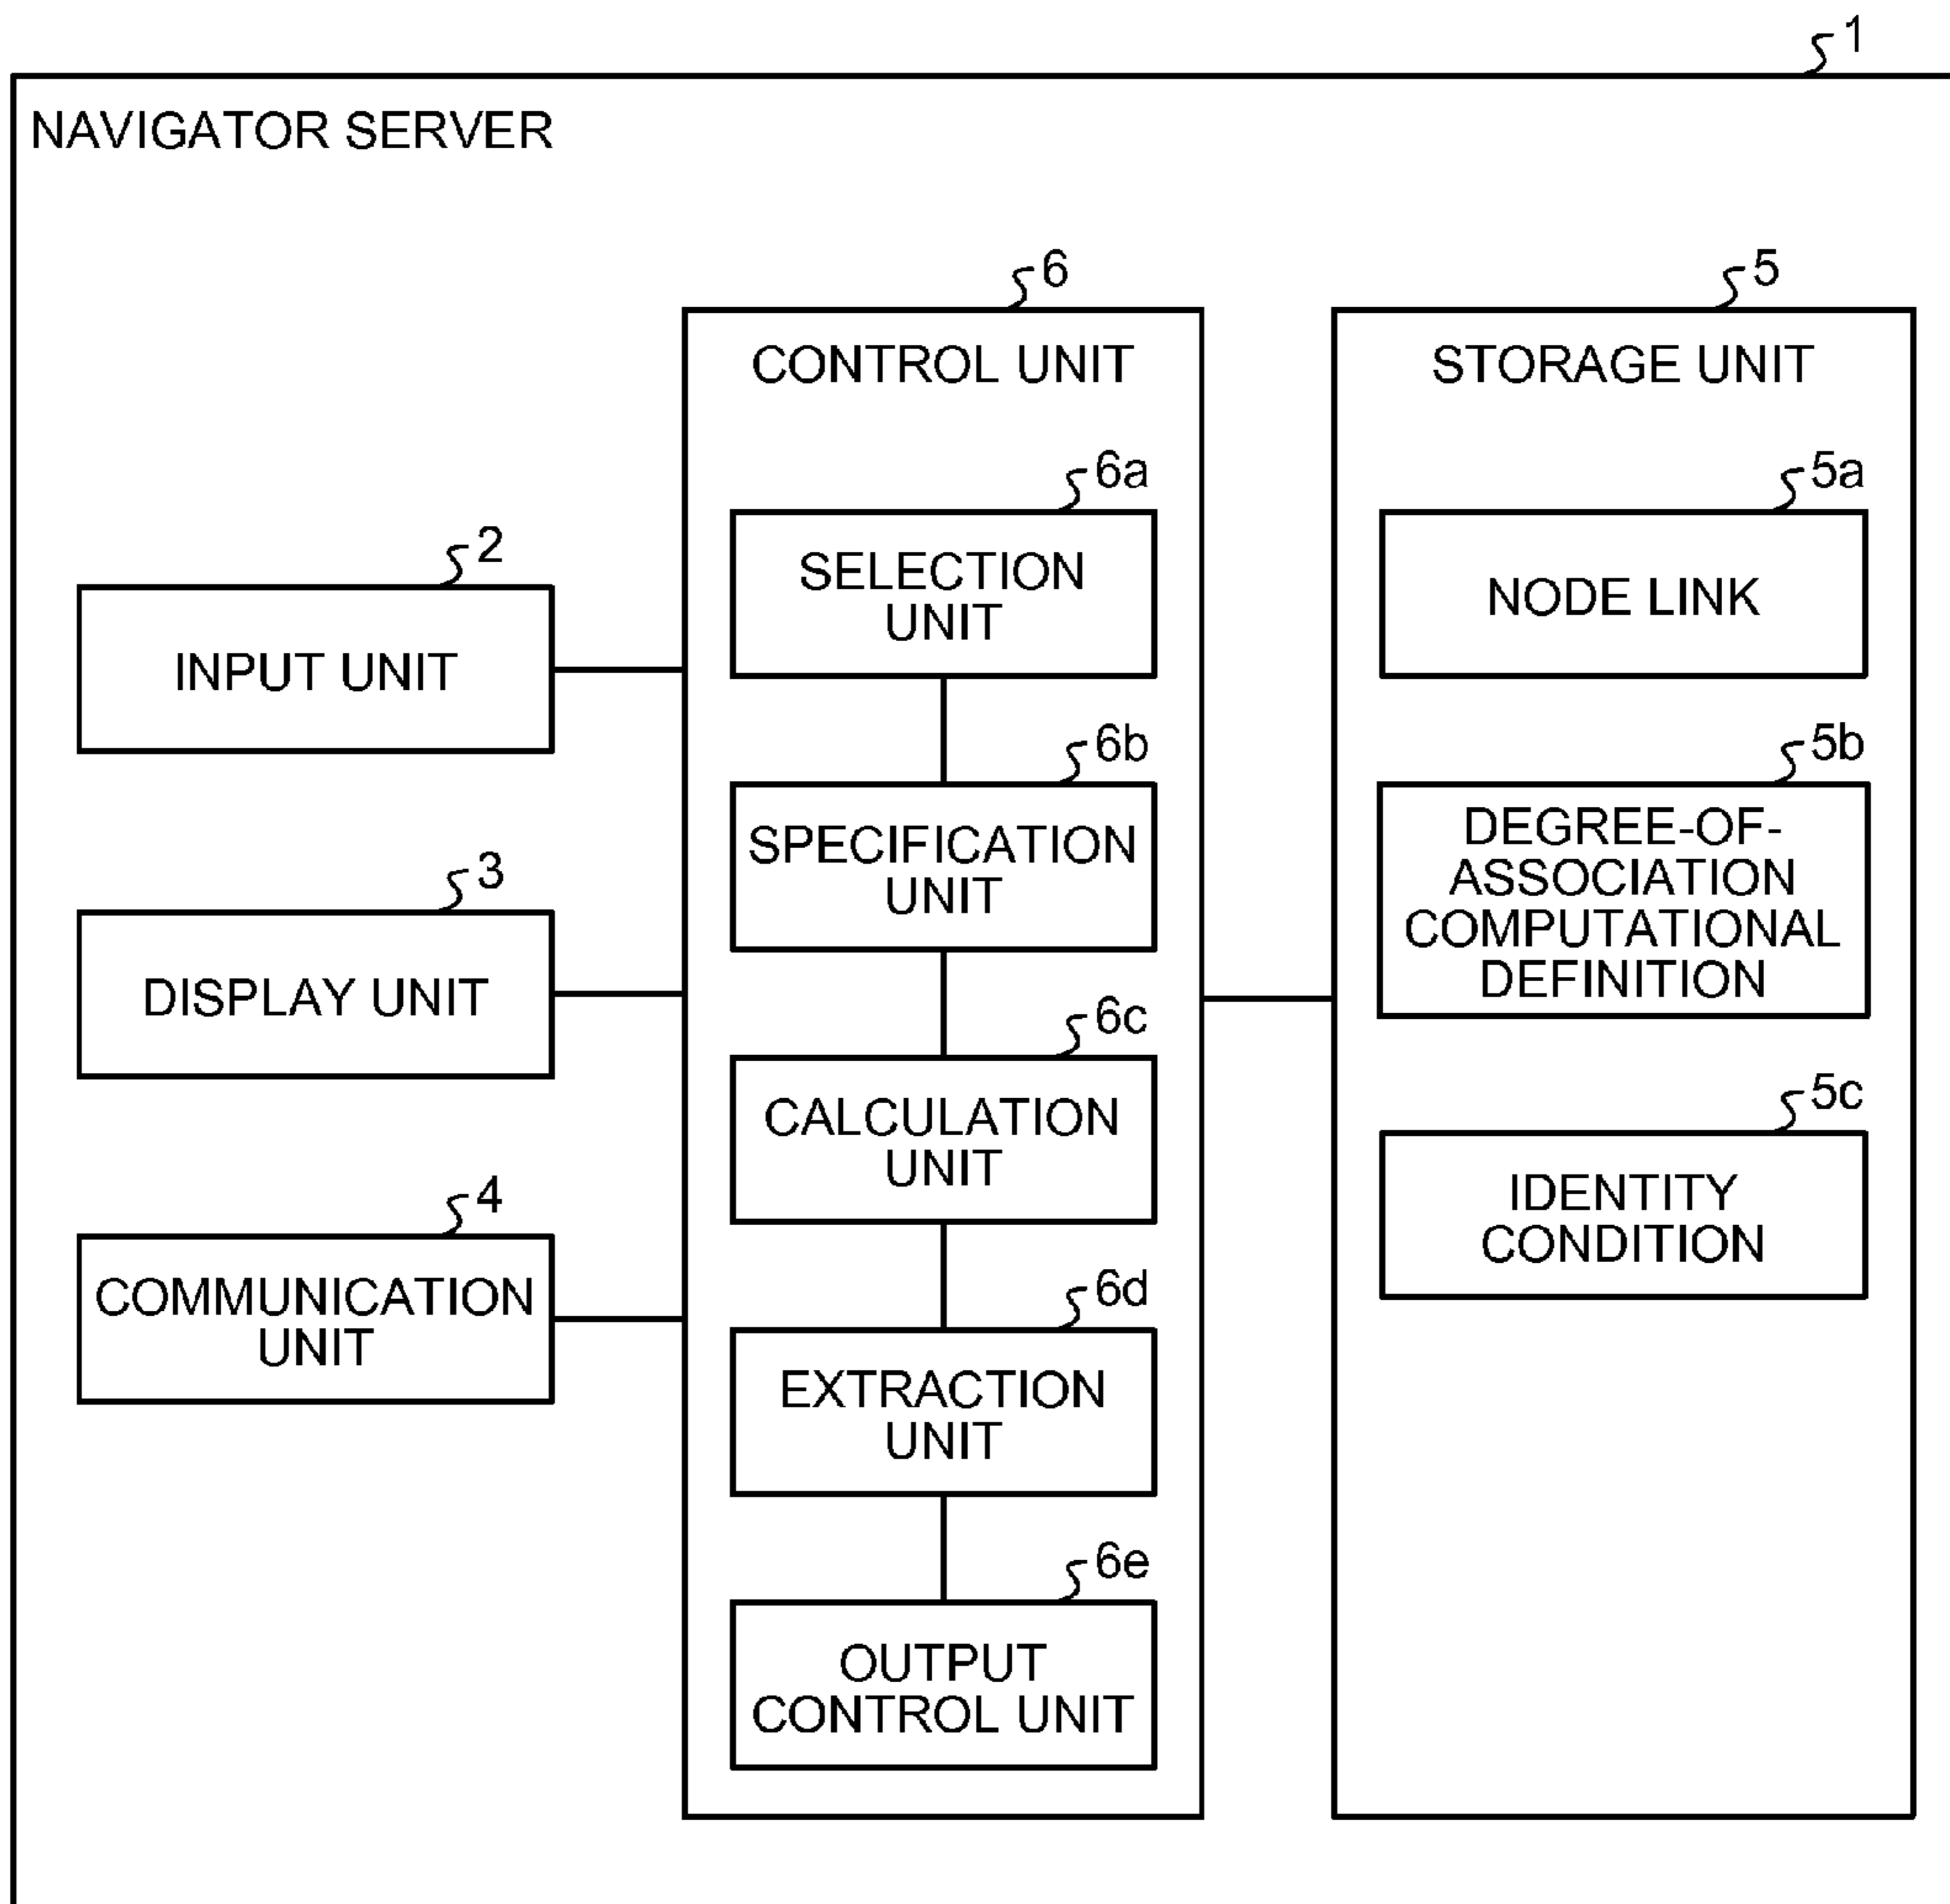 1
NAVIGATOR SERVER
6
CONTROL UNIT
5
STORAGE UNIT
2
INPUT UNIT
3
DISPLAY UNIT
4
COMMUNICATION
UNIT
6a
SELECTION
UNIT
6b
SPECIFICATION
UNIT
6c
CALCULATION
UNIT
6d
EXTRACTION
UNIT
6e
OUTPUT
CONTROL UNIT
5a
NODE LINK
5b
DEGREE-OF-
ASSOCIATION
COMPUTATIONAL
DEFINITION
5c
IDENTITY
CONDITION